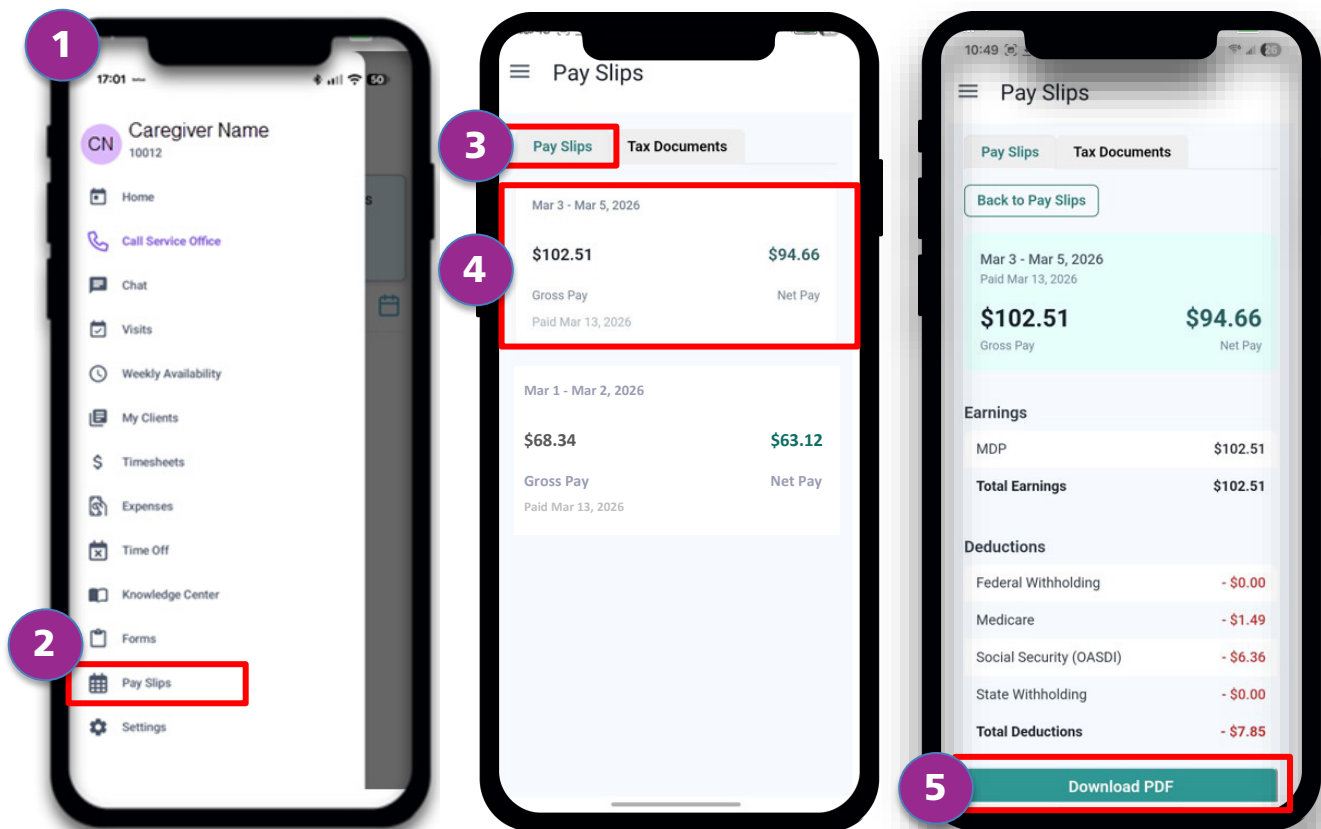 1
17:01
50
CN
Caregiver Name
10012
Home
Call Service Office
Chat
Visits
Weekly Availability
My Clients
$ Timesheets
Expenses
Time Off
Knowledge Center
2
Forms
Pay Slips
Settings
s
Pay Slips
3
Pay Slips Tax Documents
4
Mar 3 - Mar 5, 2026
$102.51 $94.66
Gross Pay Net Pay
Paid Mar 13, 2026
Mar 1 - Mar 2, 2026
$68.34 $63.12
Gross Pay Net Pay
Paid Mar 13, 2026
10:49
Pay Slips
Pay Slips Tax Documents
Back to Pay Slips
Mar 3 - Mar 5, 2026
Paid Mar 13, 2026
$102.51 $94.66
Gross Pay Net Pay
Earnings
MDP $102.51
Total Earnings $102.51
Deductions
Federal Withholding - $0.00
Medicare - $1.49
Social Security (OASDI) - $6.36
State Withholding - $0.00
Total Deductions - $7.85
5
Download PDF